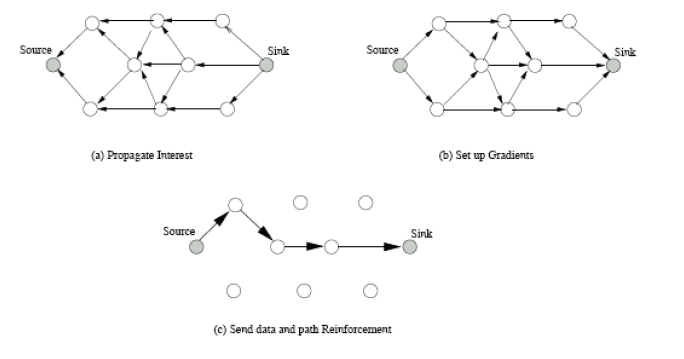 Source
Sink
(a) Propagate Interest
Source
Sink
(b) Set up Gradients
Source
Sink
(c) Send data and path Reinforcement